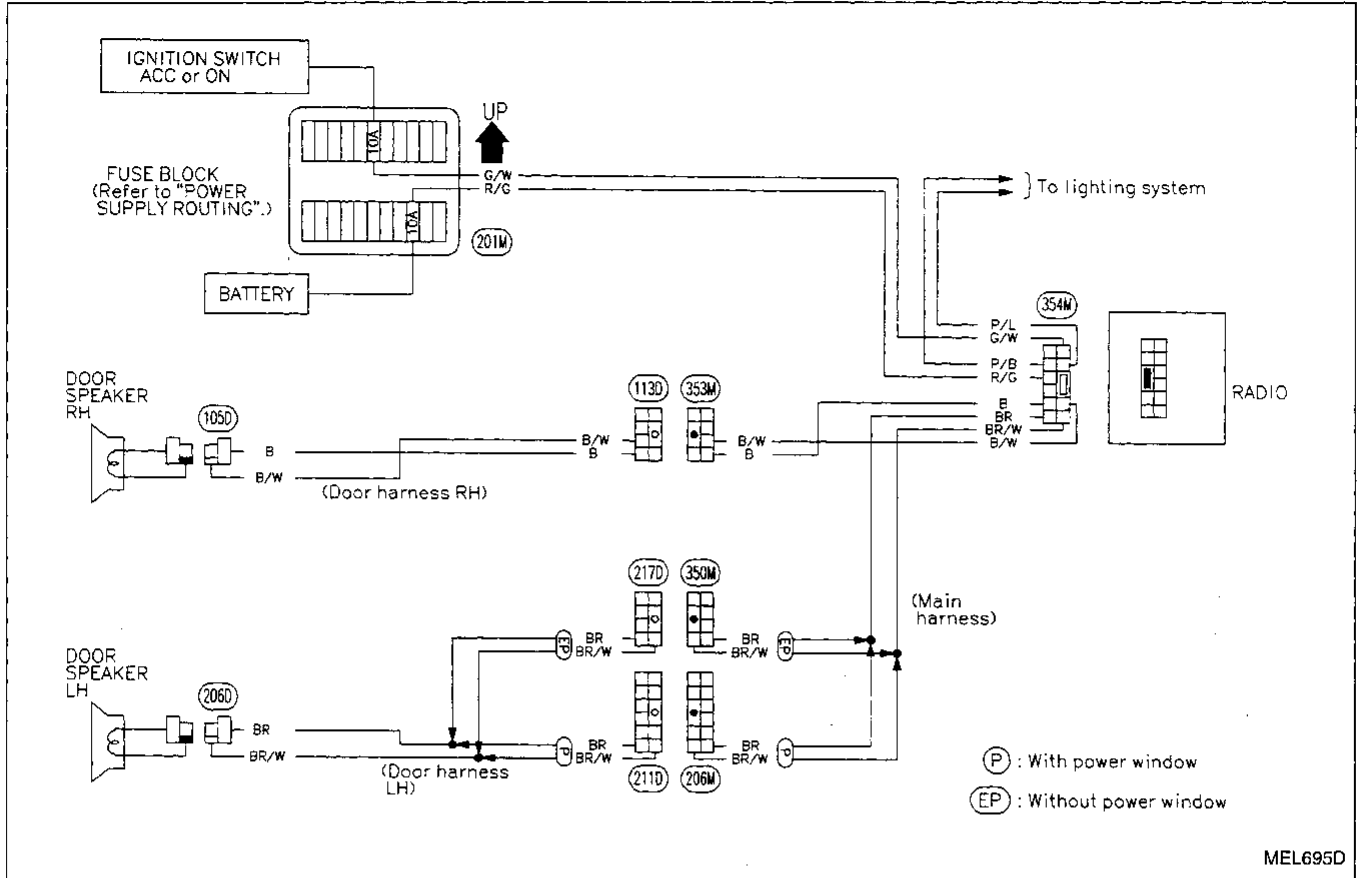 IGNITION SWITCH
ACC or ON
UP
10A
FUSE BLOCK
(Refer to "POWER
SUPPLY ROUTING".)
G/W
R/G
10A
201M
BATTERY
To lighting system
354M
P/L
G/W
P/B
R/G
B
BR
BR/W
B/W
RADIO
DOOR
SPEAKER
RH
105D
B
B/W
(Door harness RH)
113D
353M
B/W
B
B/W
B
217D
350M
(Main
harness)
EP
BR
BR/W
BR
BR/W
EP
DOOR
SPEAKER
LH
206D
BR
BR/W
(Door harness
LH)
P
BR
BR/W
BR
BR/W
P
211D
206M
P : With power window
EP : Without power window
MEL695D